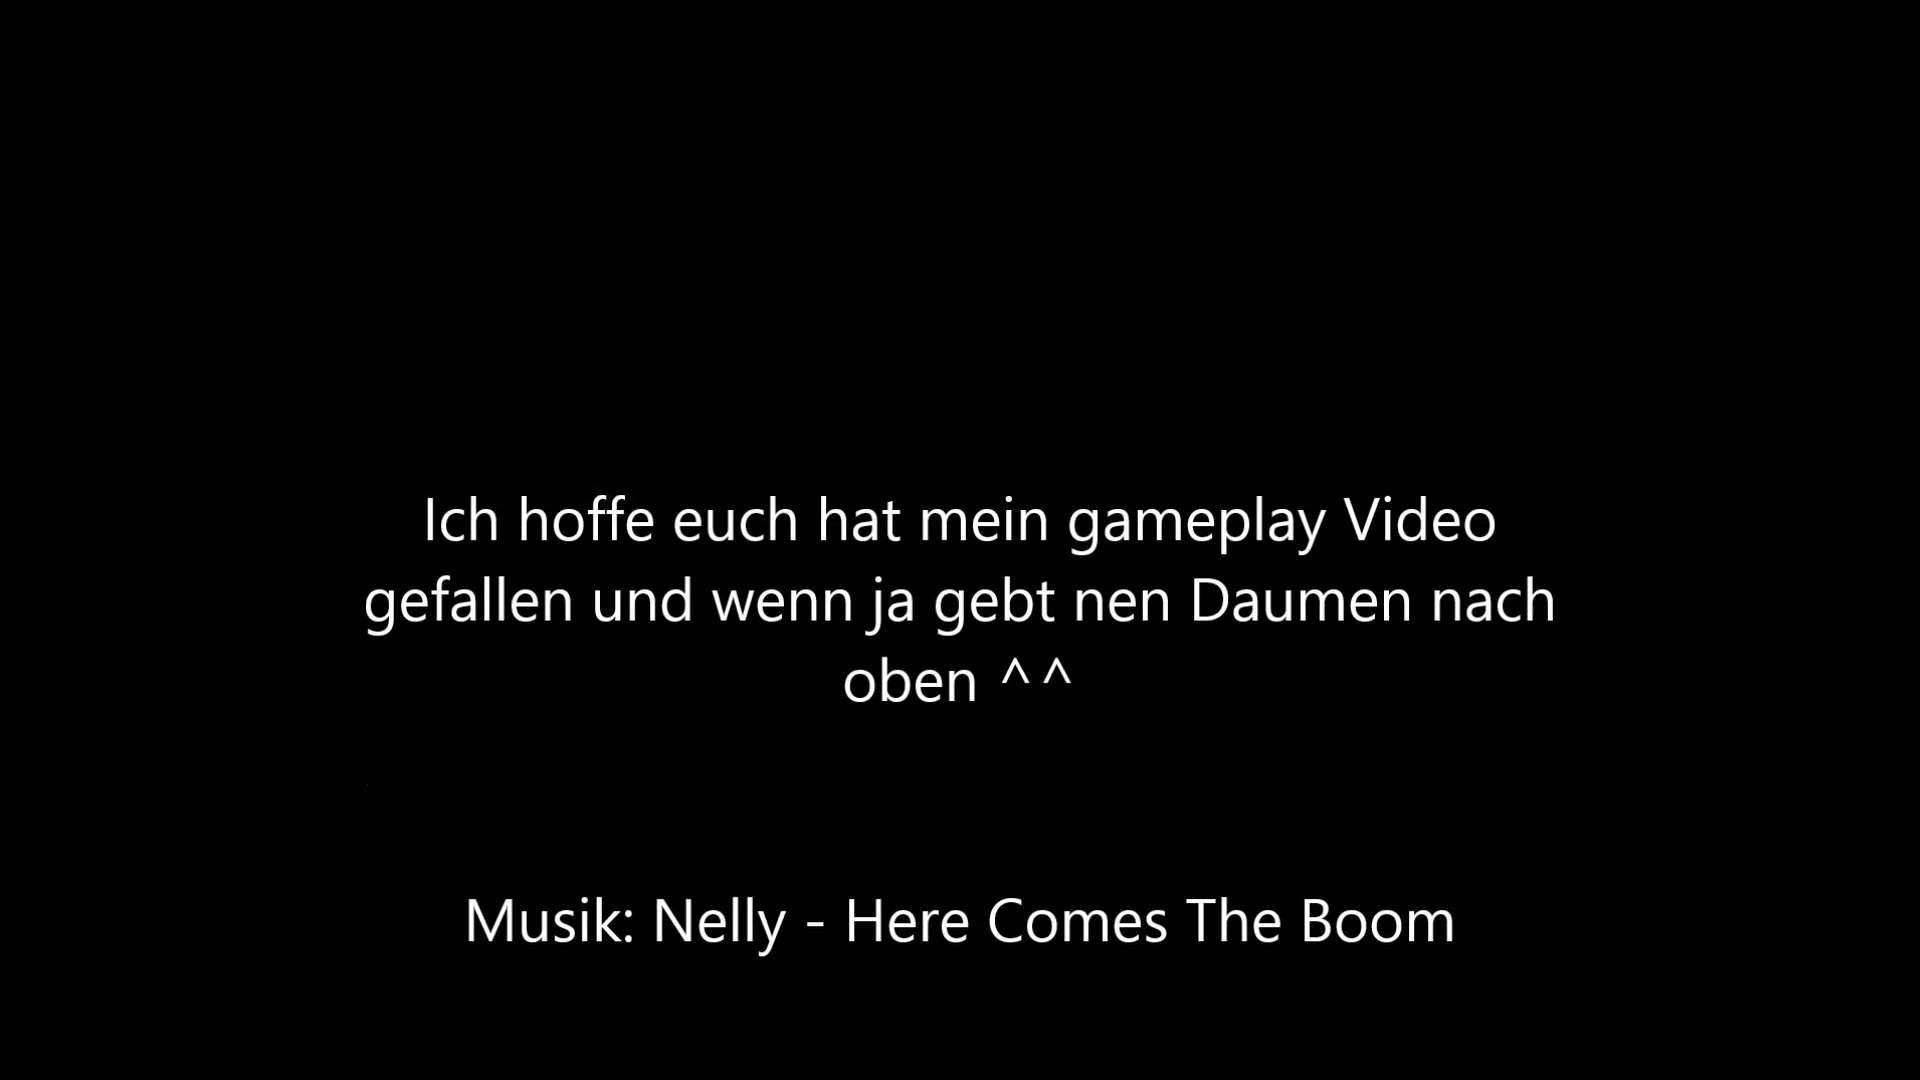 Ich hoffe euch hat mein gameplay Video
gefallen und wenn ja gebt nen Daumen nach
oben ^^
Musik: Nelly - Here Comes The Boom